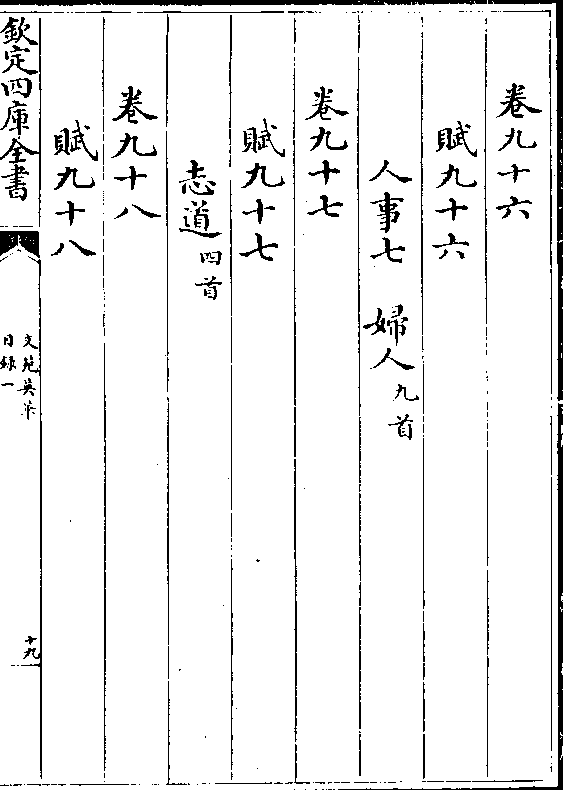 卷九十六
賦九十六
人事七 婦人九首
卷九十七
賦九十七
志道四首
卷九十八
賦九十八
欽定四庫全書
文苑英華
目録一
十九